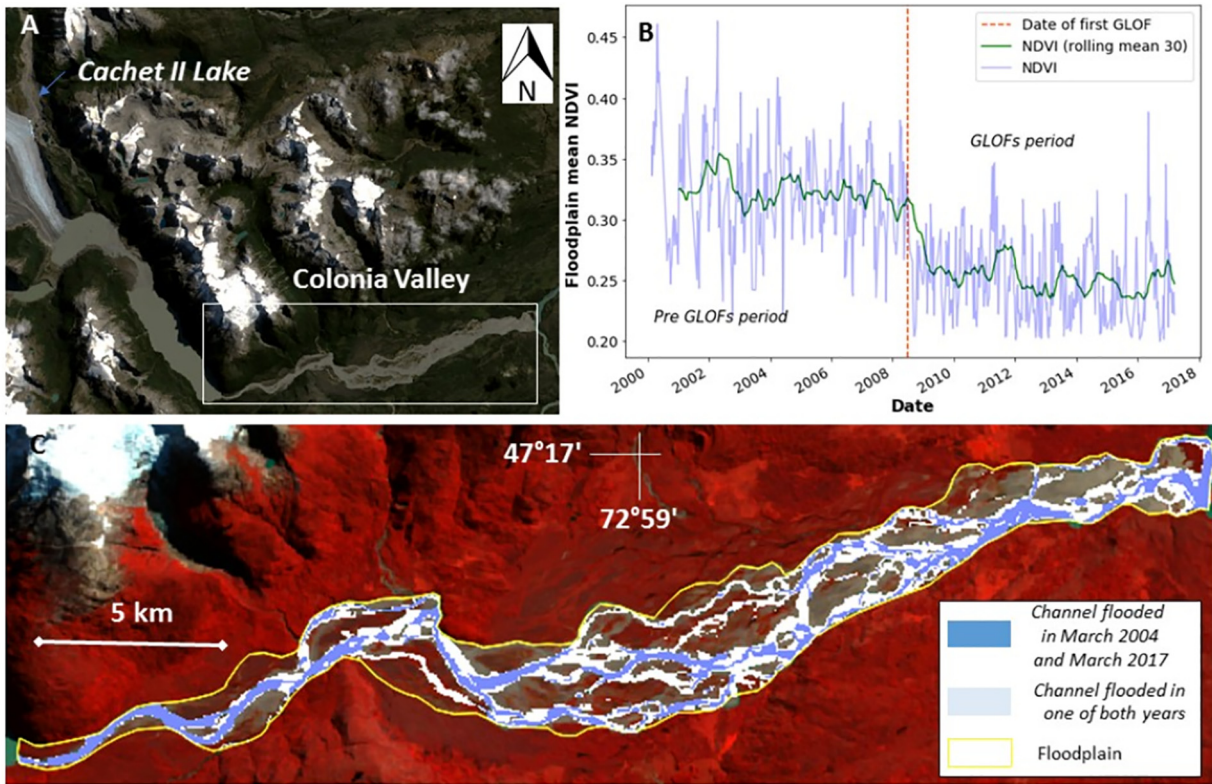 A
Cachet II Lake
N
Colonia Valley
B
Floodplain mean NDVI
0.45
0.40
0.35
0.30
0.25
0.20
Date of first GLOF
NDVI (rolling mean 30)
NDVI
GLOFs period
Pre GLOFs period
2000
2002
2004
2006
2008
2010
2012
2014
2016
2018
Date
C
47°17'
72°59'
5 km
Channel flooded
in March 2004
and March 2017
Channel flooded in
one of both years
Floodplain